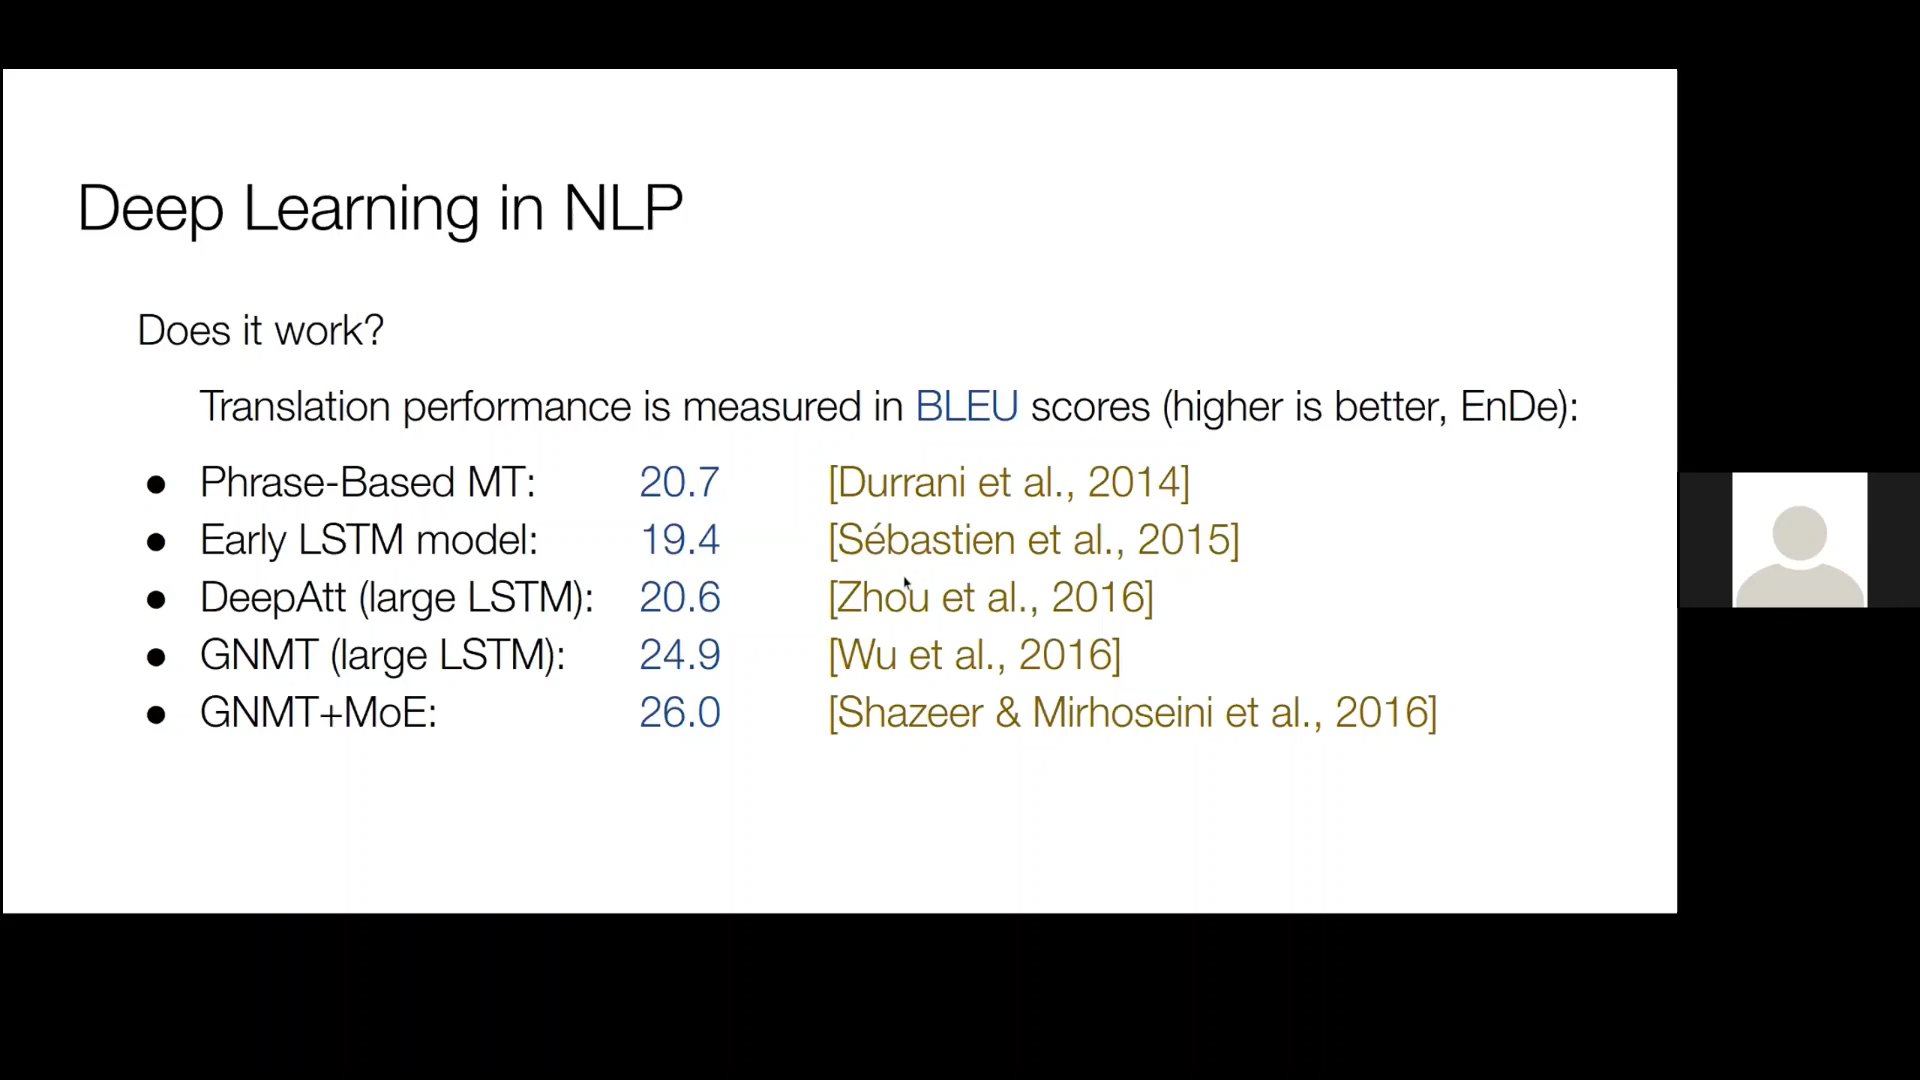 Deep Learning in NLP
Does it work?
Translation performance is measured in BLEU scores (higher is better, EnDe):
● Phrase-Based MT: 20.7 [Durrani et al., 2014]
● Early LSTM model: 19.4 [Sébastien et al., 2015]
● DeepAtt (large LSTM): 20.6 [Zhou et al., 2016]
● GNMT (large LSTM): 24.9 [Wu et al., 2016]
● GNMT+MoE: 26.0 [Shazeer & Mirhoseini et al., 2016]